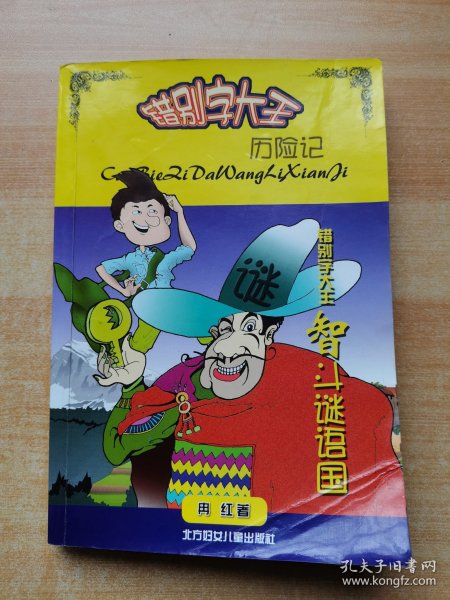 错别字大王
历险记
CuoBieZiDaWangLiXianJi
谜
错别字大王
智斗谜语国
冉 红 著
北方妇女儿童出版社
孔夫子旧书网
www.kongfz.com